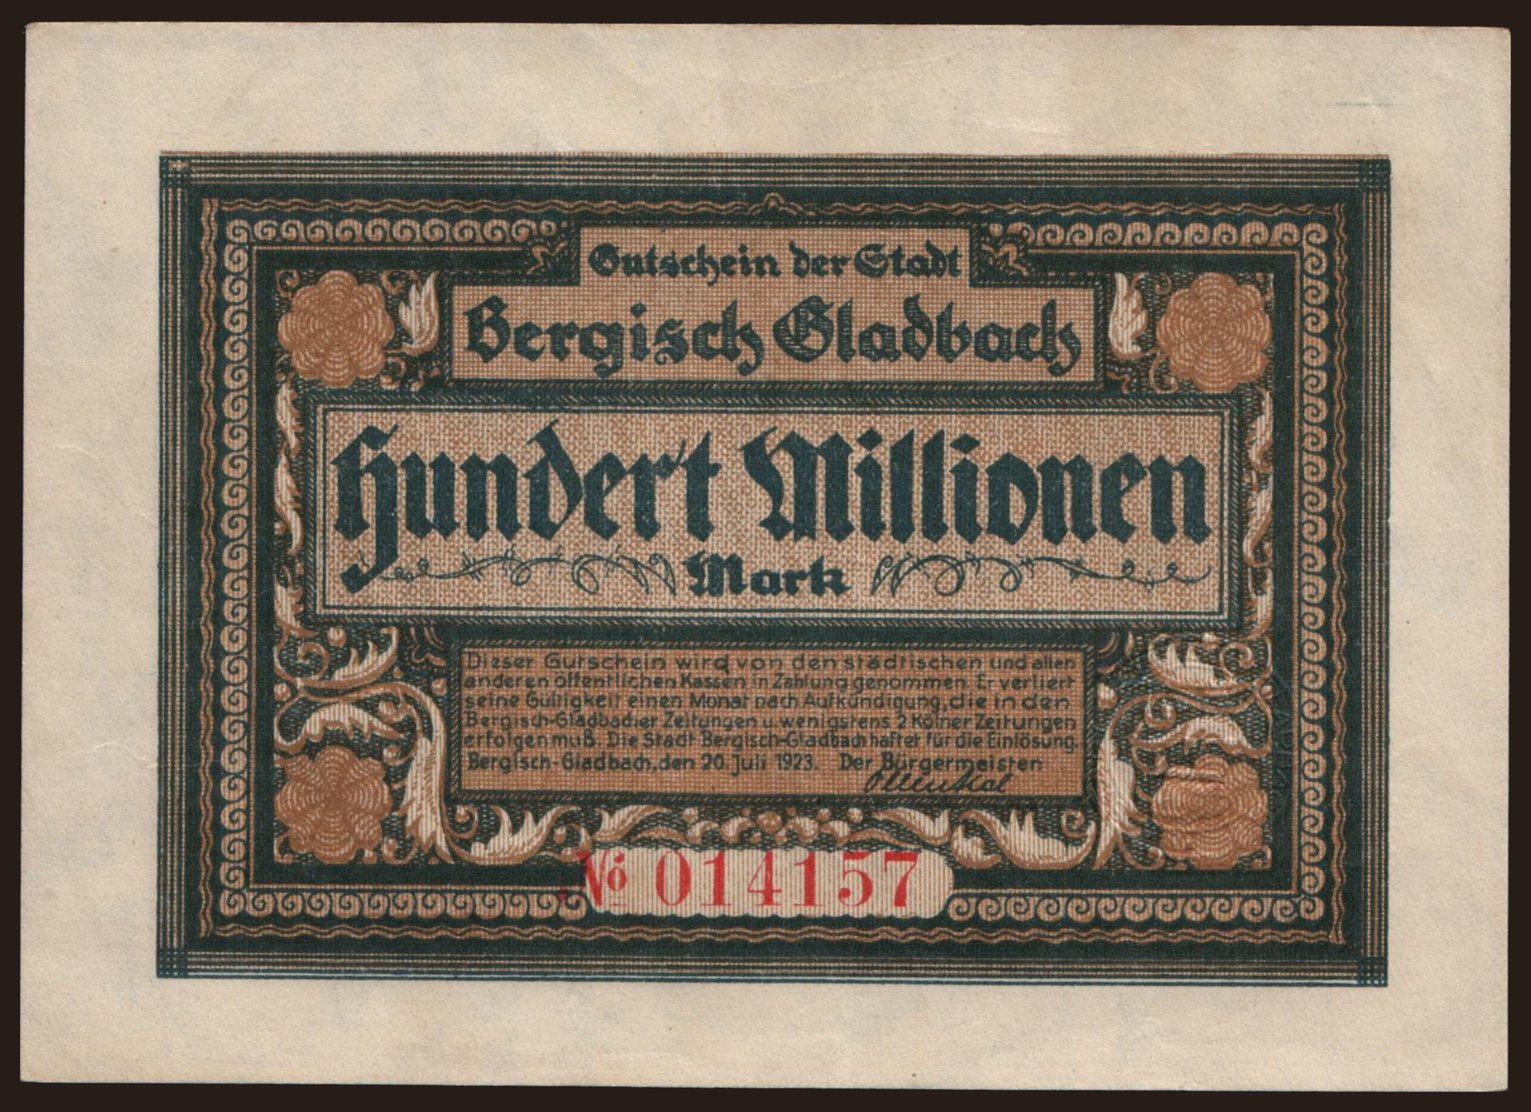 Gutschein der Stadt
Bergisch Gladbach
Hundert Millionen
Mark
Dieser Gutschein wird von den städtischen und allen
anderen öffentlichen Kassen in Zahlung genommen. Er verliert
seine Gültigkeit einen Monat nach Aufkündigung, die in den
Bergisch-Gladbacher Zeitungen u. wenigstens 2 Kölner Zeitungen
erfolgen muß. Die Stadt Bergisch-Gladbach haftet für die Einlösung.
Bergisch-Gladbach, den 20. Juli 1923. Der Bürgermeister
№ 014157